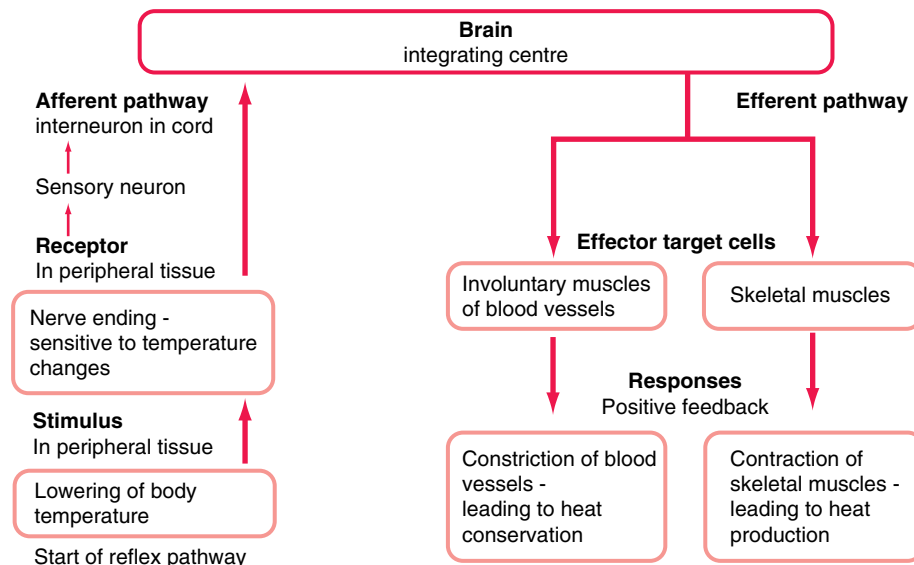 Brain
integrating centre
Afferent pathway
interneuron in cord
Sensory neuron
Receptor
In peripheral tissue
Nerve ending -
sensitive to temperature
changes
Stimulus
In peripheral tissue
Lowering of body
temperature
Start of reflex pathway
Efferent pathway
Effector target cells
Involuntary muscles
of blood vessels
Skeletal muscles
Responses
Positive feedback
Constriction of blood
vessels -
leading to heat
conservation
Contraction of
skeletal muscles -
leading to heat
production